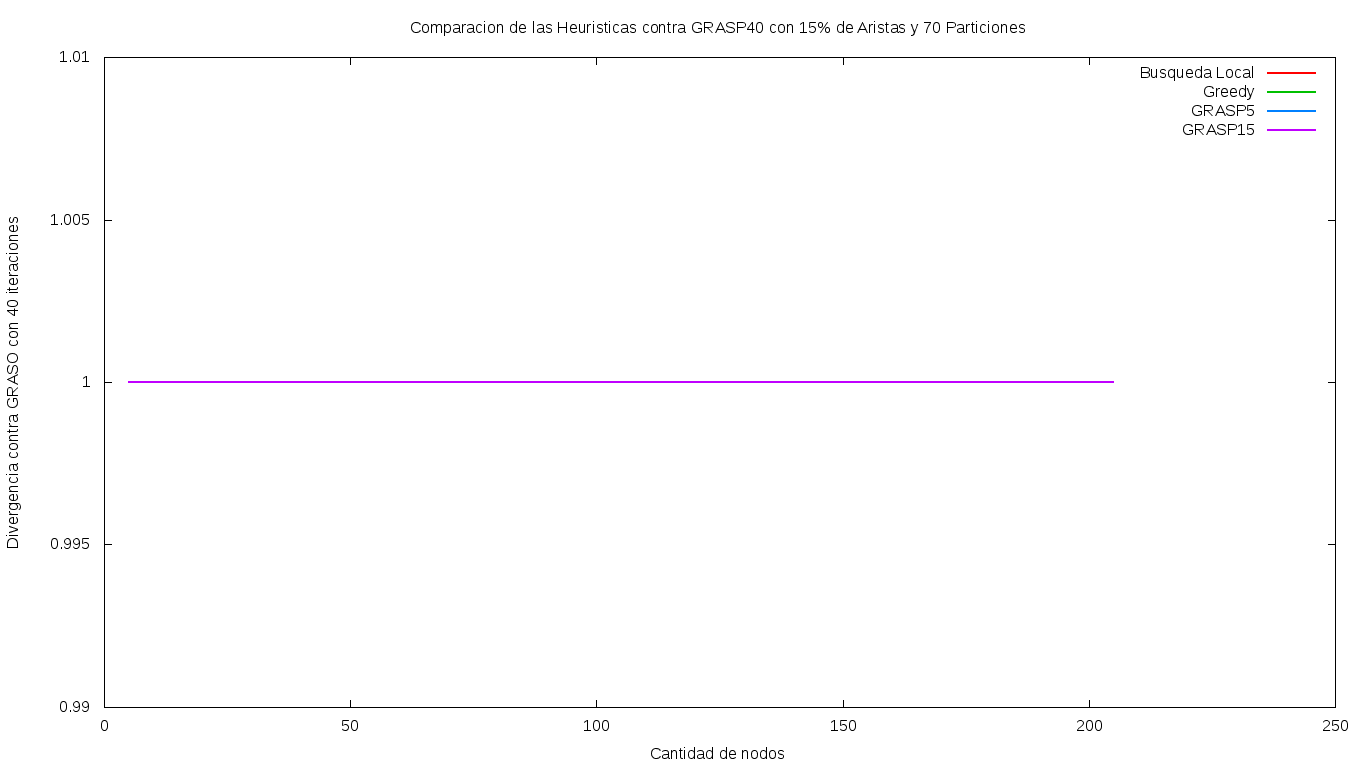 Comparacion de las Heuristicas contra GRASP40 con 15% de Aristas y 70 Particiones
Busqueda Local
Greedy
GRASP5
GRASP15
Divergencia contra GRASO con 40 iteraciones
1.01
1.005
1
0.995
0.99
0 50 100 150 200 250
Cantidad de nodos